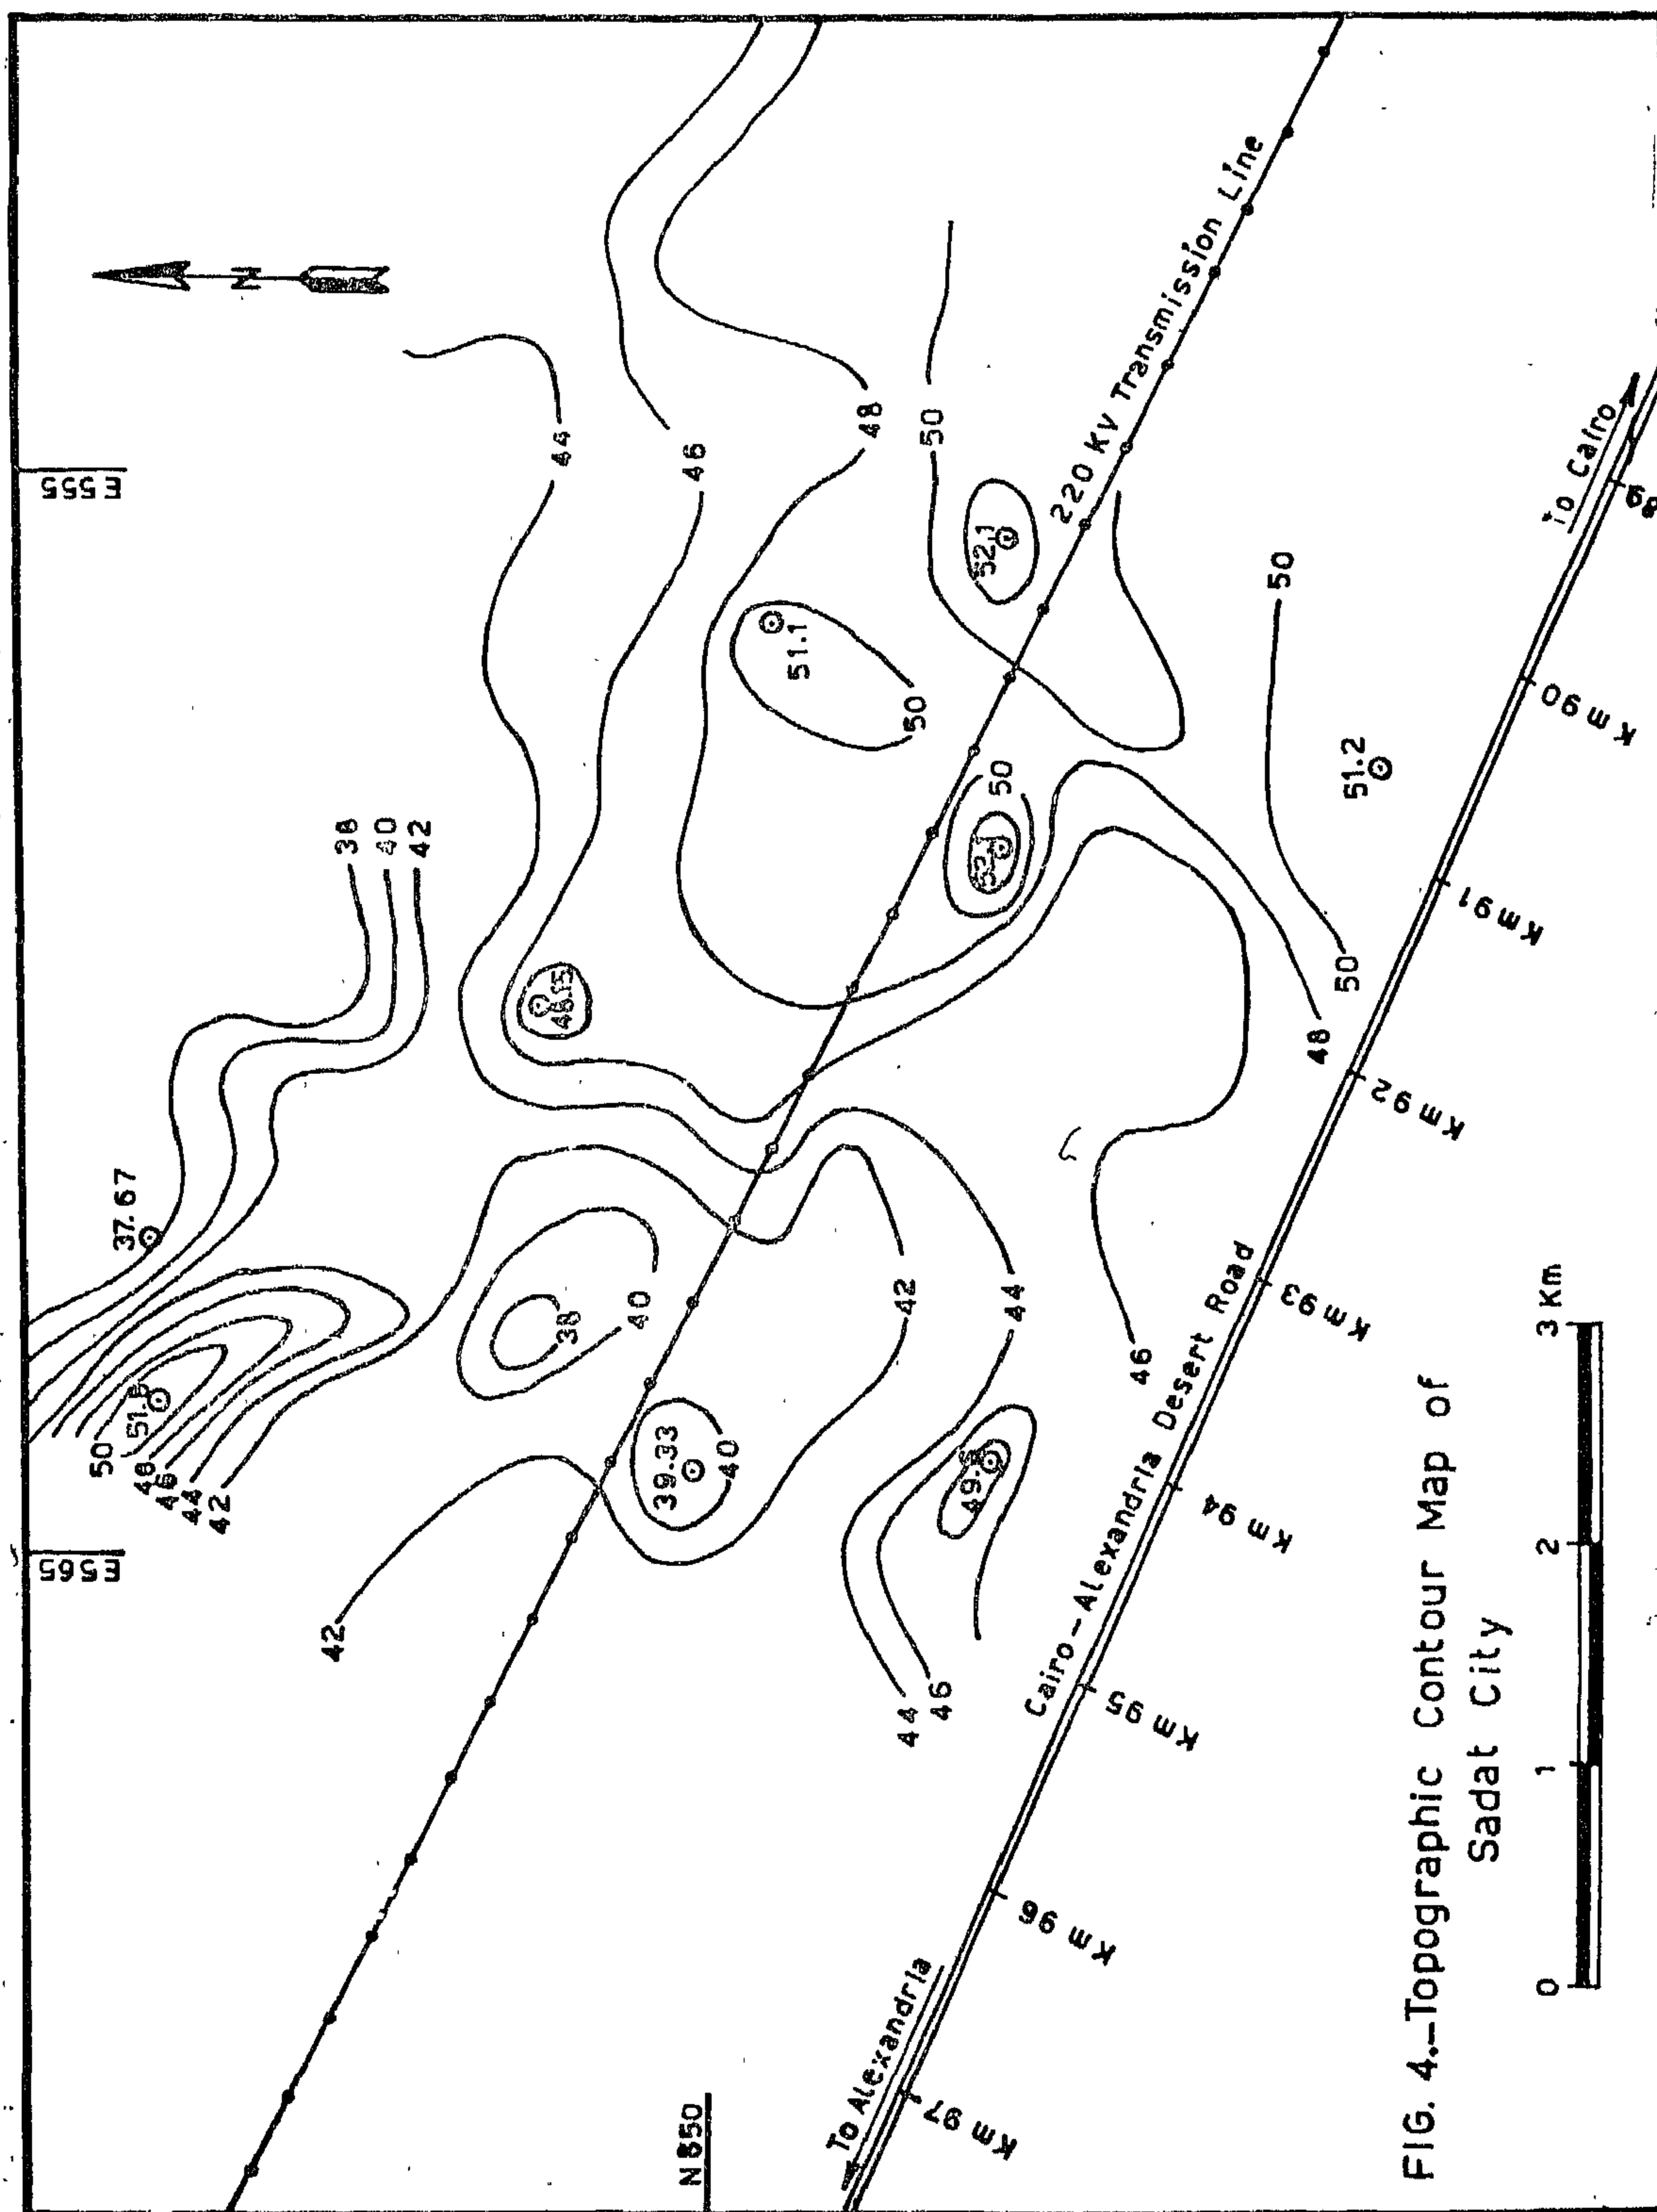 E565
E555
N
37.67
38
40
42
51.5
50
48
46
44
42
42
38
40
39.33
40
42
44
46
44
46
48.15
44
46
48
50
51.1
50
52.1
50
50
51.2
50
48
220 KV Transmission Line
N 850
To Alexandria
Cairo-Alexandria Desert Road
To Cairo
Km 97
Km 96
Km 95
Km 94
Km 93
Km 92
Km 91
Km 90
89
FIG. 4.-Topographic Contour Map of
Sadat City
0 1 2 3 Km